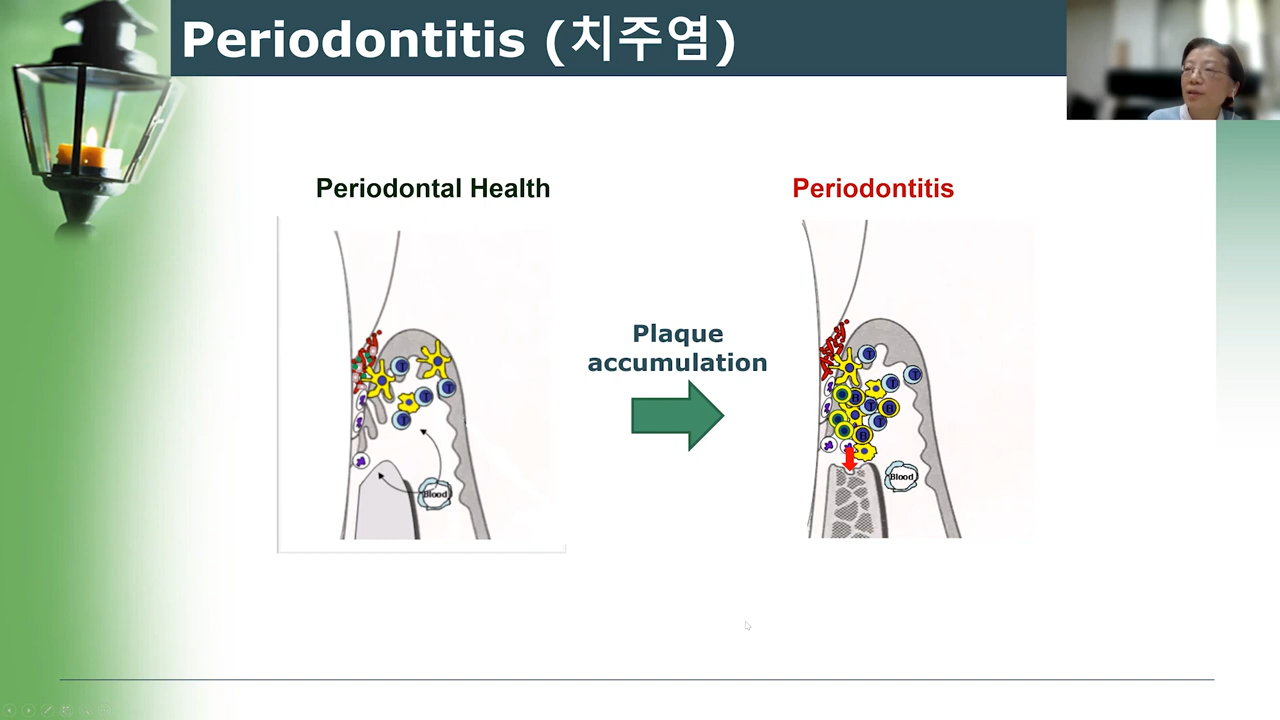 Periodontitis (치주염)
Periodontal Health
Periodontitis
Plaque
accumulation
T
T
T
T
Blood
T
T
T
B
T
B
T
B
Blood